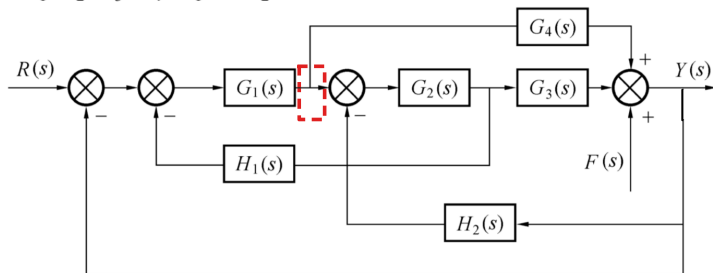 G₄(s)
R(s) G₁(s) G₂(s) G₃(s) + Y(s)
− − − +
H₁(s) F(s)
H₂(s)